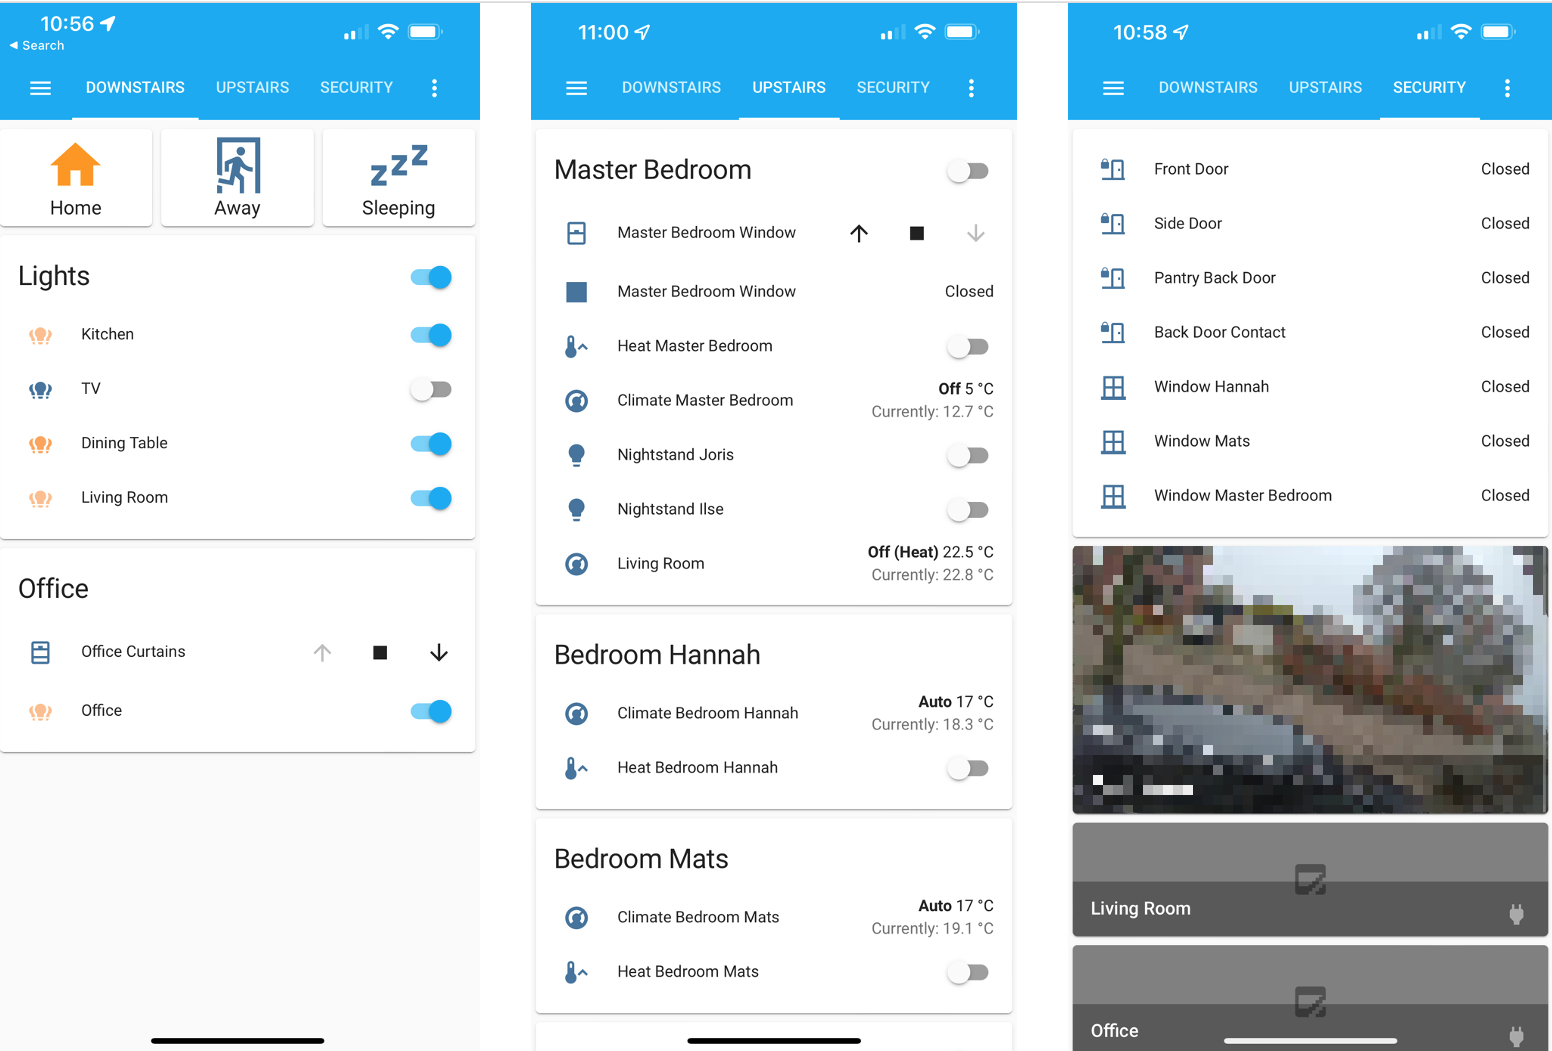 10:56
◂ Search
DOWNSTAIRS UPSTAIRS SECURITY
Home Away Sleeping
Lights
Kitchen
TV
Dining Table
Living Room
Office
Office Curtains
Office
11:00
DOWNSTAIRS UPSTAIRS SECURITY
Master Bedroom
Master Bedroom Window
Master Bedroom Window Closed
Heat Master Bedroom
Climate Master Bedroom Off 5 °C
Currently: 12.7 °C
Nightstand Joris
Nightstand Ilse
Living Room Off (Heat) 22.5 °C
Currently: 22.8 °C
Bedroom Hannah
Climate Bedroom Hannah Auto 17 °C
Currently: 18.3 °C
Heat Bedroom Hannah
Bedroom Mats
Climate Bedroom Mats Auto 17 °C
Currently: 19.1 °C
Heat Bedroom Mats
10:58
DOWNSTAIRS UPSTAIRS SECURITY
Front Door Closed
Side Door Closed
Pantry Back Door Closed
Back Door Contact Closed
Window Hannah Closed
Window Mats Closed
Window Master Bedroom Closed
Living Room
Office